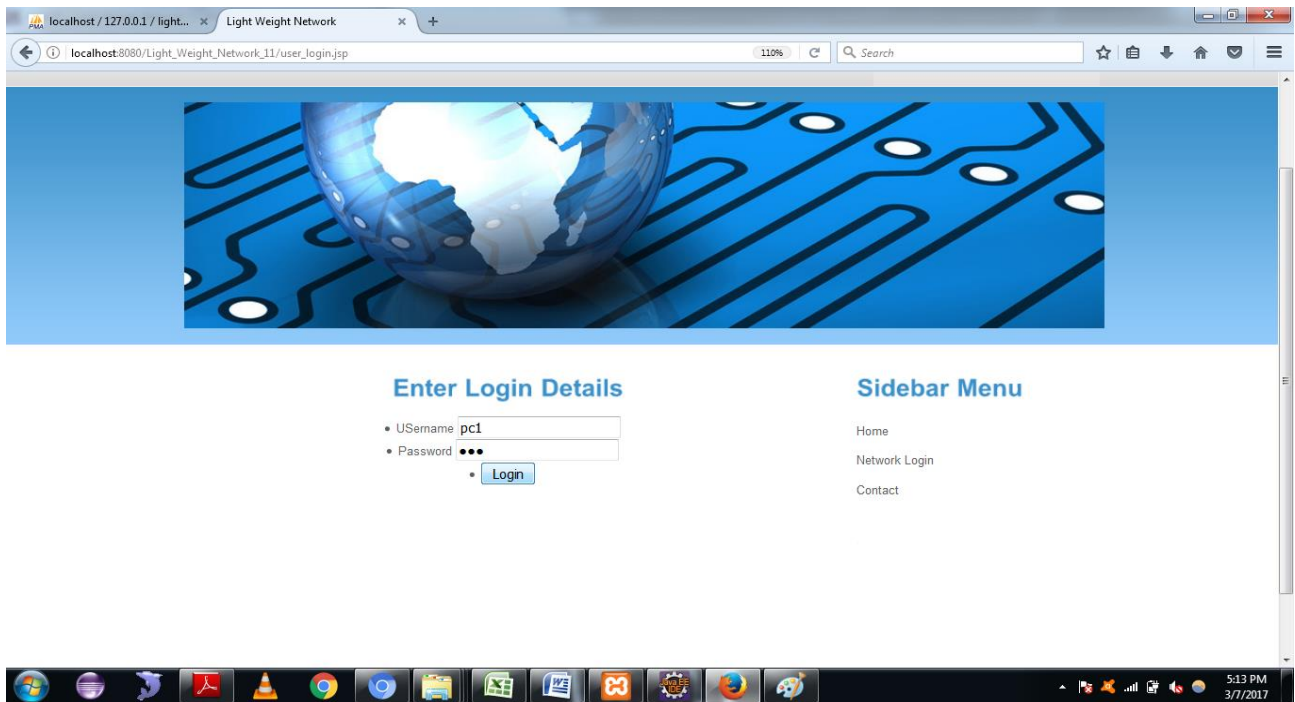 localhost / 127.0.0.1 / light...
Light Weight Network
localhost:8080/Light_Weight_Network_11/user_login.jsp
110%
Search
Enter Login Details
USername pc1
Password •••
Login
Sidebar Menu
Home
Network Login
Contact
5:13 PM
3/7/2017